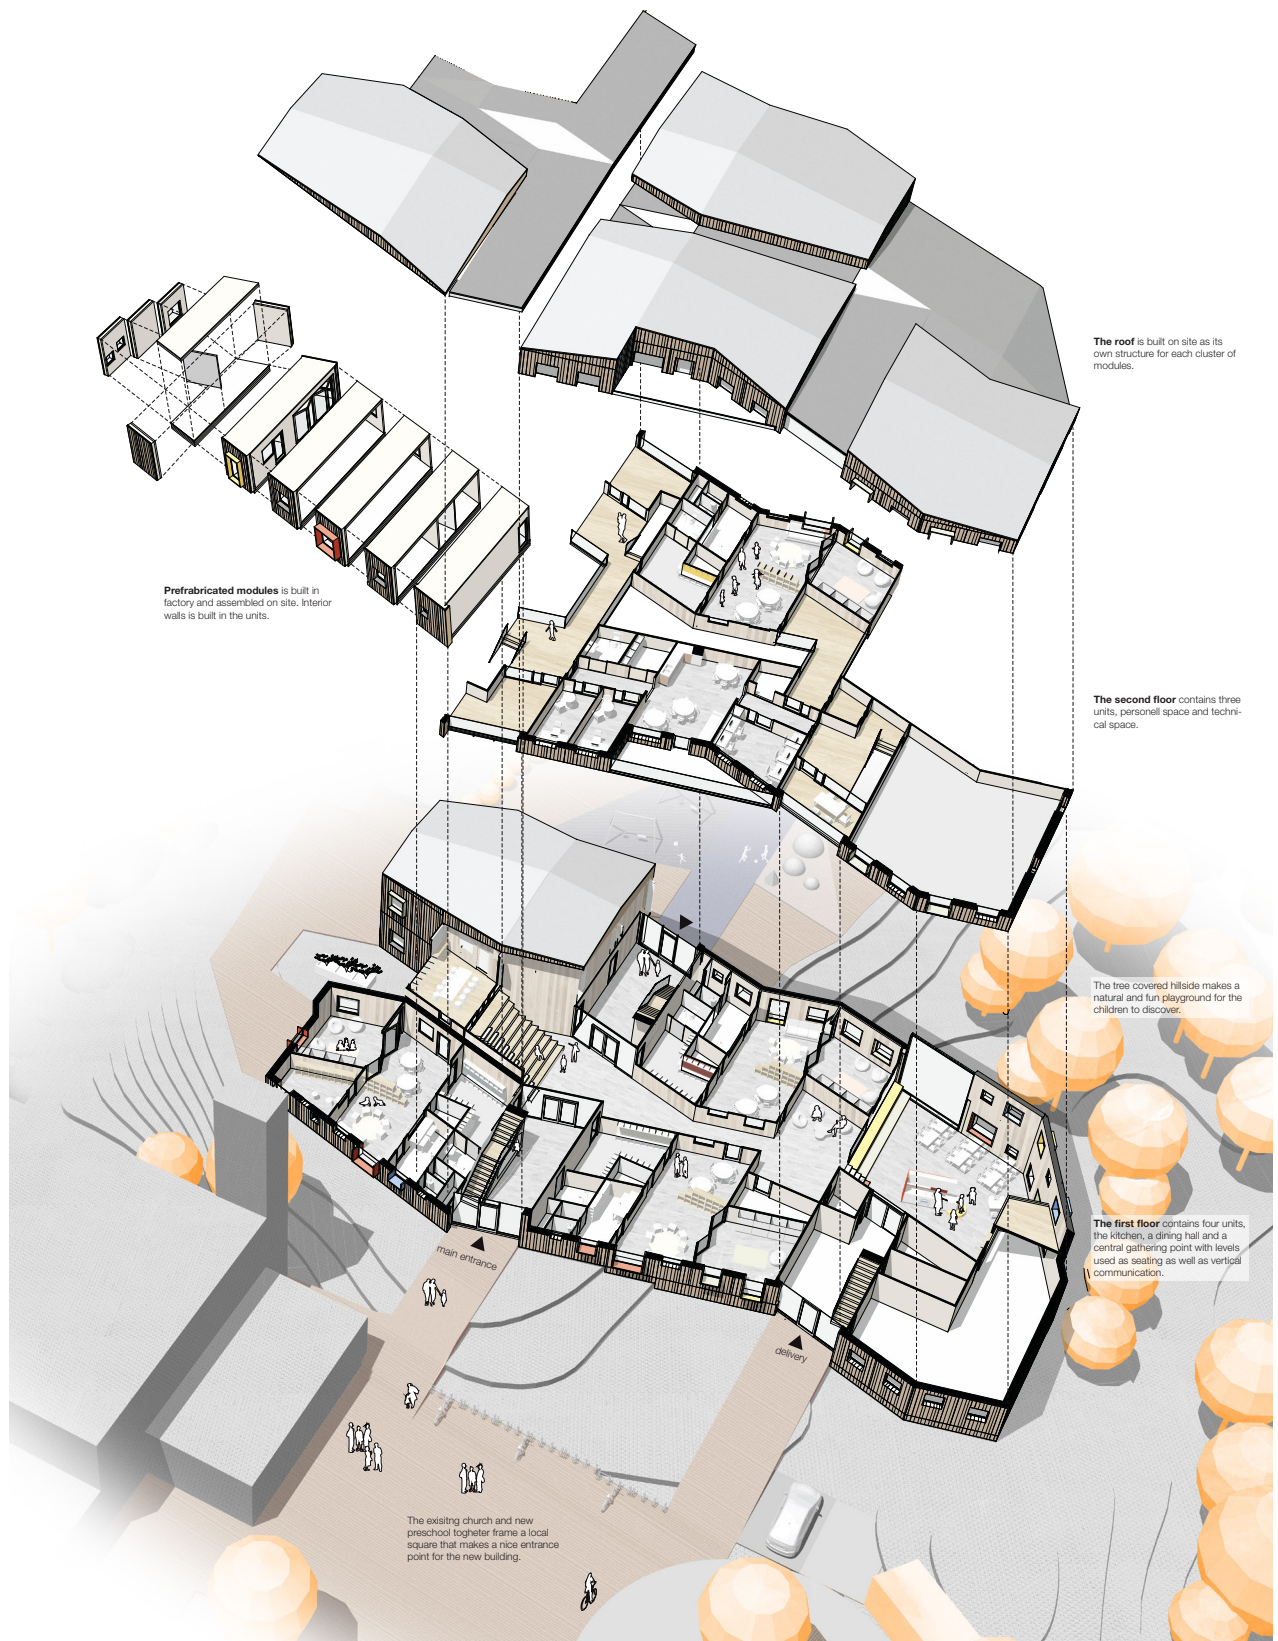 The roof is built on site as its
own structure for each cluster of
modules.
Prefrabricated modules is built in
factory and assembled on site. Interior
walls is built in the units.
The second floor contains three
units, personell space and techni-
cal space.
The tree covered hillside makes a
natural and fun playground for the
children to discover.
The first floor contains four units,
the kitchen, a dining hall and a
central gathering point with levels
used as seating as well as vertical
communication.
main entrance
delivery
The exisitng church and new
preschool togheter frame a local
square that makes a nice entrance
point for the new building.